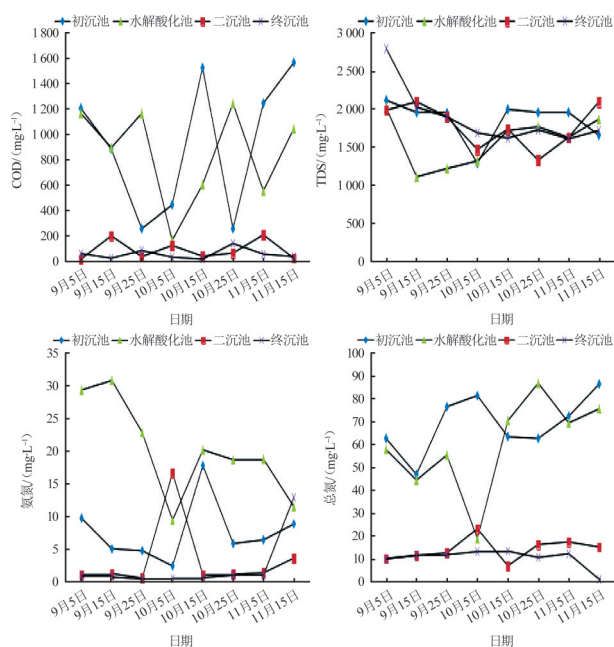 初沉池 水解酸化池 二沉池 终沉池
COD/(mg·L⁻¹)
1 800
1 600
1 400
1 200
1 000
800
600
400
200
0
9月5日 9月15日 9月25日 10月5日 10月15日 10月25日 11月5日 11月15日
日期
初沉池 水解酸化池 二沉池 终沉池
TDS/(mg·L⁻¹)
3 000
2 500
2 000
1 500
1 000
500
0
9月5日 9月15日 9月25日 10月5日 10月15日 10月25日 11月5日 11月15日
日期
初沉池 水解酸化池 二沉池 终沉池
氨氮/(mg·L⁻¹)
35
30
25
20
15
10
5
0
9月5日 9月15日 9月25日 10月5日 10月15日 10月25日 11月5日 11月15日
日期
初沉池 水解酸化池 二沉池 终沉池
总氮/(mg·L⁻¹)
100
90
80
70
60
50
40
30
20
10
0
9月5日 9月15日 9月25日 10月5日 10月15日 10月25日 11月5日 11月15日
日期